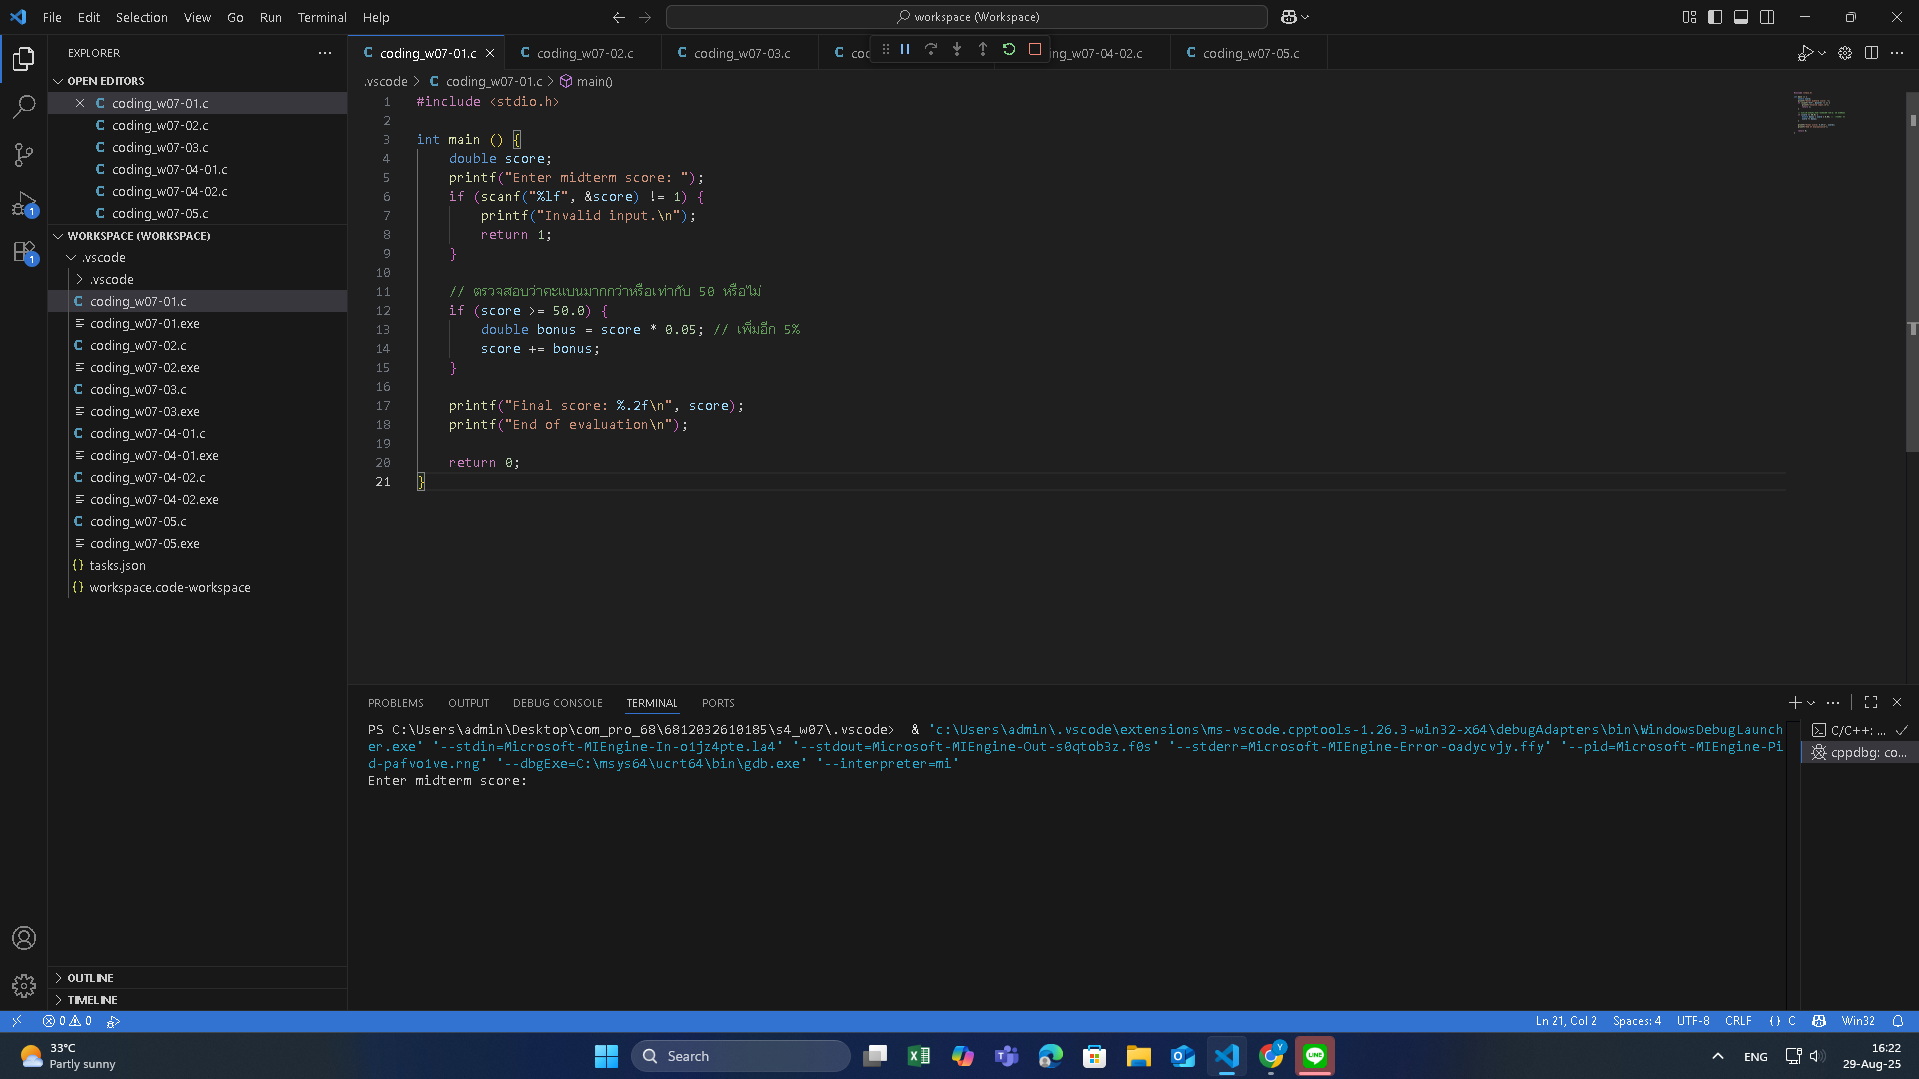 File Edit Selection View Go Run Terminal Help
workspace (Workspace)
EXPLORER
OPEN EDITORS
coding_w07-01.c
coding_w07-02.c
coding_w07-03.c
coding_w07-04-01.c
coding_w07-04-02.c
coding_w07-05.c
WORKSPACE (WORKSPACE)
.vscode
.vscode
coding_w07-01.c
coding_w07-01.exe
coding_w07-02.c
coding_w07-02.exe
coding_w07-03.c
coding_w07-03.exe
coding_w07-04-01.c
coding_w07-04-01.exe
coding_w07-04-02.c
coding_w07-04-02.exe
coding_w07-05.c
coding_w07-05.exe
{} tasks.json
{} workspace.code-workspace
OUTLINE
TIMELINE
1
1
C coding_w07-01.c C coding_w07-02.c C coding_w07-03.c C coc ng_w07-04-02.c C coding_w07-05.c
.vscode > C coding_w07-01.c > main()
1 #include <stdio.h>
2
3 int main () {
4 double score;
5 printf("Enter midterm score: ");
6 if (scanf("%lf", &score) != 1) {
7 printf("Invalid input.\n");
8 return 1;
9 }
10
11 // ตรวจสอบว่าคะแนนมากกว่าหรือเท่ากับ 50 หรือไม่
12 if (score >= 50.0) {
13 double bonus = score * 0.05; // เพิ่มอีก 5%
14 score += bonus;
15 }
16
17 printf("Final score: %.2f\n", score);
18 printf("End of evaluation\n");
19
20 return 0;
21 }
PROBLEMS OUTPUT DEBUG CONSOLE TERMINAL PORTS
PS C:\Users\admin\Desktop\com_pro_68\6812032610185\s4_w07\.vscode> & 'c:\Users\admin\.vscode\extensions\ms-vscode.cpptools-1.26.3-win32-x64\debugAdapters\bin\WindowsDebugLaunch
er.exe' '--stdin=Microsoft-MIEngine-In-o1jz4pte.la4' '--stdout=Microsoft-MIEngine-Out-s0qtob3z.f0s' '--stderr=Microsoft-MIEngine-Error-oadycvjy.ffy' '--pid=Microsoft-MIEngine-Pi
d-pafvo1ve.rng' '--dbgExe=C:\msys64\ucrt64\bin\gdb.exe' '--interpreter=mi'
Enter midterm score:
C/C++: ...
cppdbg: co...
0 0
Ln 21, Col 2 Spaces: 4 UTF-8 CRLF {} C Win32
33°C
Partly sunny
Search
ENG
16:22
29-Aug-25